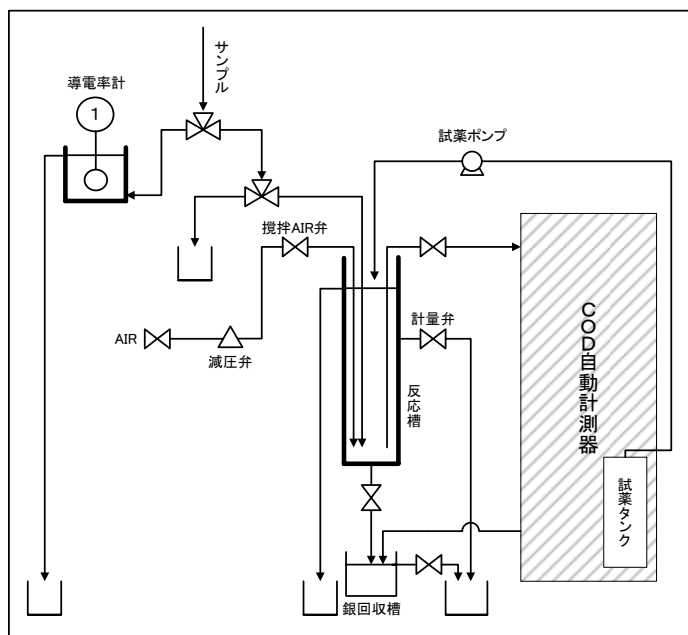 サンプル
導電率計
1
試薬ポンプ
撹拌AIR弁
AIR
減圧弁
計量弁
反応槽
COD自動計測器
試薬タンク
銀回収槽